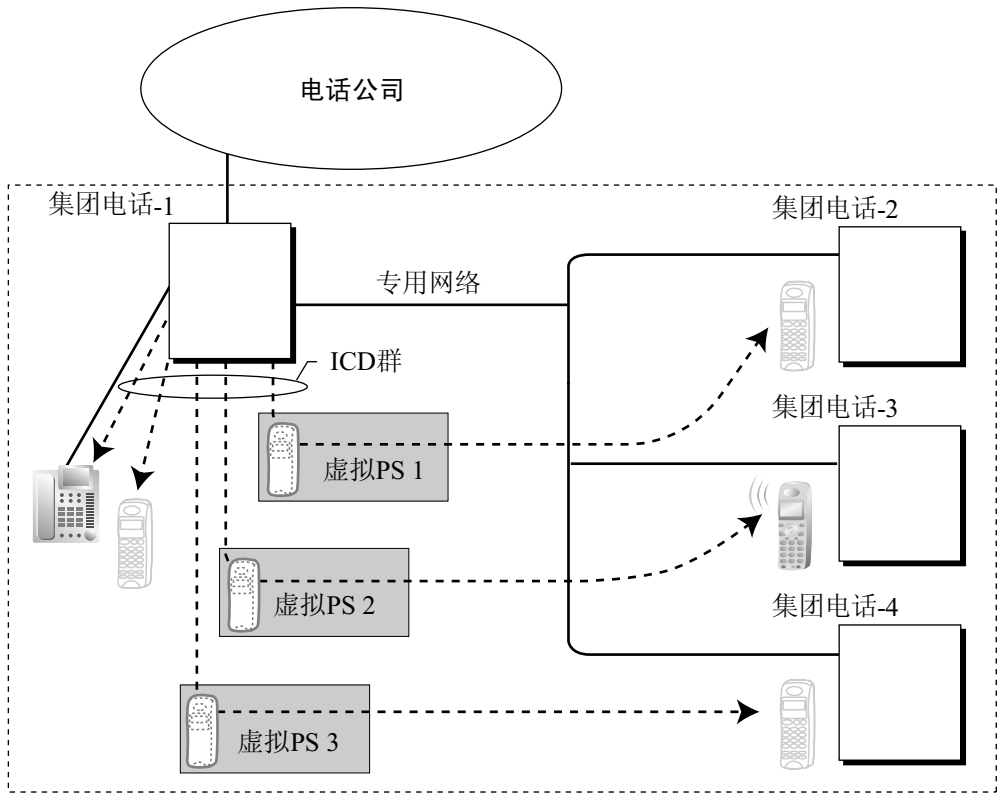 电话公司
集团电话-1
集团电话-2
专用网络
ICD群
集团电话-3
虚拟PS 1
虚拟PS 2
集团电话-4
虚拟PS 3